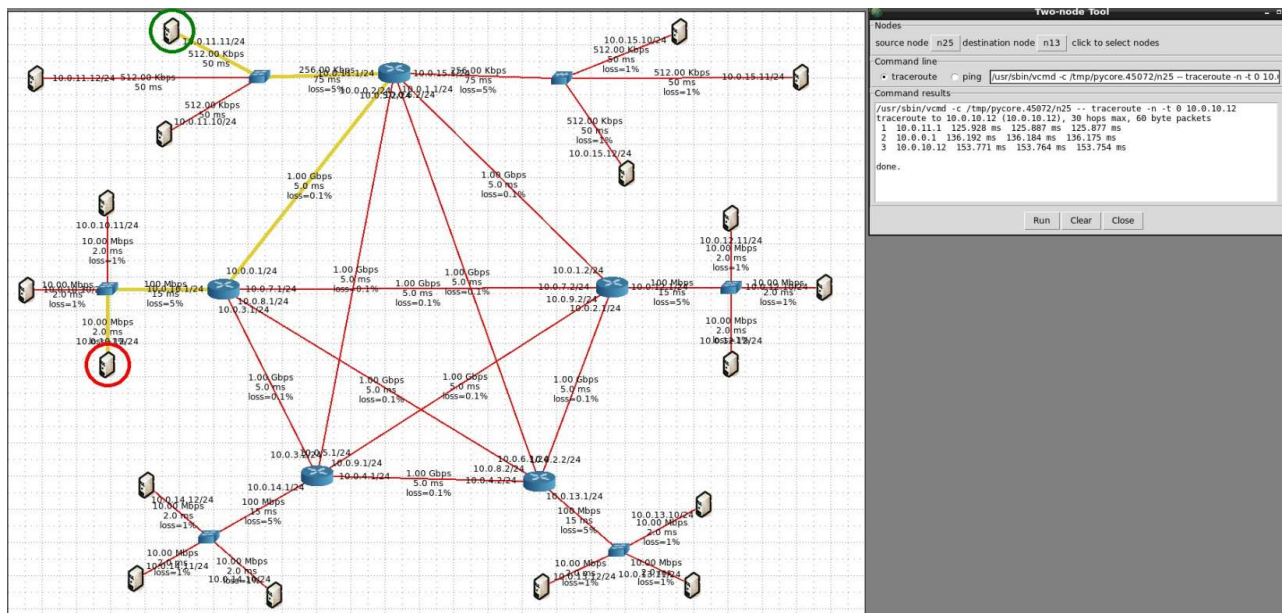 Two-node Tool
Nodes
source node n25 destination node n13 click to select nodes
Command line
traceroute ping /usr/sbin/vcmd -c /tmp/pycore.45072/n25 -- traceroute -n -t 0 10.
Command results
/usr/sbin/vcmd -c /tmp/pycore.45072/n25 -- traceroute -n -t 0 10.0.10.12
traceroute to 10.0.10.12 (10.0.10.12), 30 hops max, 60 byte packets
1 10.0.11.1 125.928 ms 125.887 ms 125.877 ms
2 10.0.0.1 136.192 ms 136.184 ms 136.175 ms
3 10.0.10.12 153.771 ms 153.764 ms 153.754 ms
done.
Run Clear Close
10.0.11.11/24
512.00 Kbps
50 ms
10.0.11.12/24
512.00 Kbps
50 ms
512.00 Kbps
50 ms
10.0.11.10/24
256.00 Kbps
75 ms
loss=5%
256.00 Kbps
75 ms
loss=5%
10.0.15.10/24
512.00 Kbps
50 ms
loss=1%
512.00 Kbps
50 ms
loss=1%
10.0.15.11/24
512.00 Kbps
50 ms
loss=1%
10.0.15.12/24
1.00 Gbps
5.0 ms
loss=0.1%
1.00 Gbps
5.0 ms
loss=0.1%
10.0.10.11/24
10.00 Mbps
2.0 ms
loss=1%
10.00 Mbps
2.0 ms
loss=1%
100 Mbps
15 ms
loss=5%
10.00 Mbps
2.0 ms
loss=1%
10.0.0.1/24
10.0.7.1/24
10.0.8.1/24
10.0.3.1/24
1.00 Gbps
5.0 ms
1.00 Gbps
5.0 ms
loss=0.1%
1.00 Gbps
5.0 ms
loss=0.1%
10.0.1.2/24
10.0.7.2/24
10.0.9.2/24
10.0.2.1/24
100 Mbps
15 ms
loss=5%
10.0.12.11/24
10.00 Mbps
2.0 ms
loss=1%
10.00 Mbps
2.0 ms
loss=1%
10.00 Mbps
2.0 ms
1.00 Gbps
5.0 ms
loss=0.1%
1.00 Gbps
5.0 ms
loss=0.1%
1.00 Gbps
5.0 ms
loss=0.1%
1.00 Gbps
5.0 ms
loss=0.1%
10.0.9.1/24
10.0.4.1/24
1.00 Gbps
5.0 ms
loss=0.1%
10.0.8.2/24
10.0.4.2/24
10.0.14.1/24
100 Mbps
15 ms
loss=5%
10.0.14.12/24
10.00 Mbps
2.0 ms
loss=1%
10.00 Mbps
loss=1%
10.00 Mbps
2.0 ms
10.0.14.10/24
10.0.13.1/24
100 Mbps
15 ms
loss=5%
10.0.13.10/24
10.00 Mbps
2.0 ms
loss=1%
10.00 Mbps
loss=1%
10.00 Mbps
loss=1%